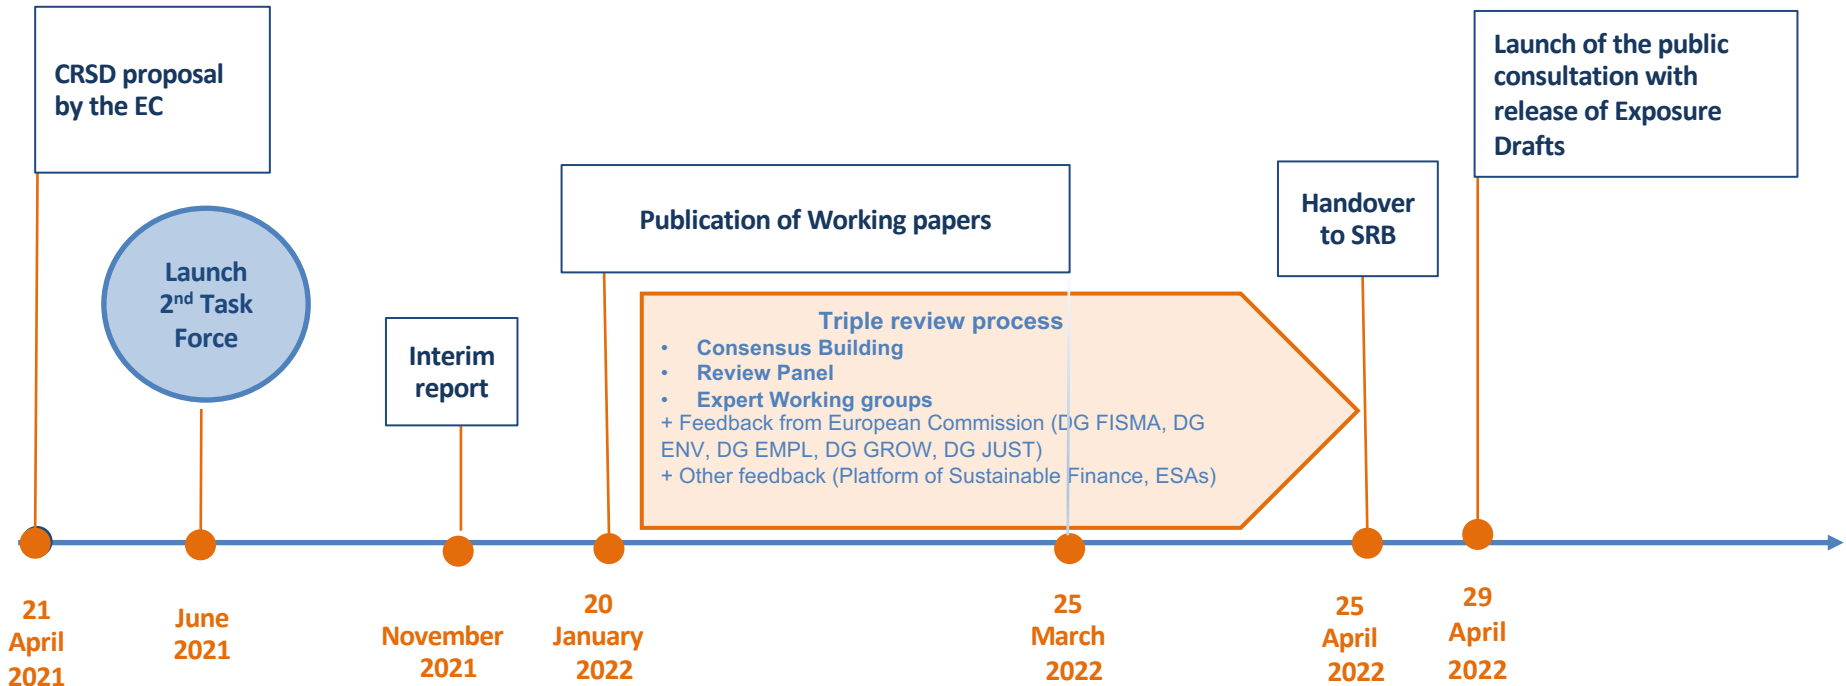 CRSD proposal
by the EC
Launch
2nd Task
Force
Interim
report
Publication of Working papers
Triple review process
• Consensus Building
• Review Panel
• Expert Working groups
+ Feedback from European Commission (DG FISMA, DG
ENV, DG EMPL, DG GROW, DG JUST)
+ Other feedback (Platform of Sustainable Finance, ESAs)
Handover
to SRB
Launch of the public
consultation with
release of Exposure
Drafts
21
April
2021
June
2021
November
2021
20
January
2022
25
March
2022
25
April
2022
29
April
2022